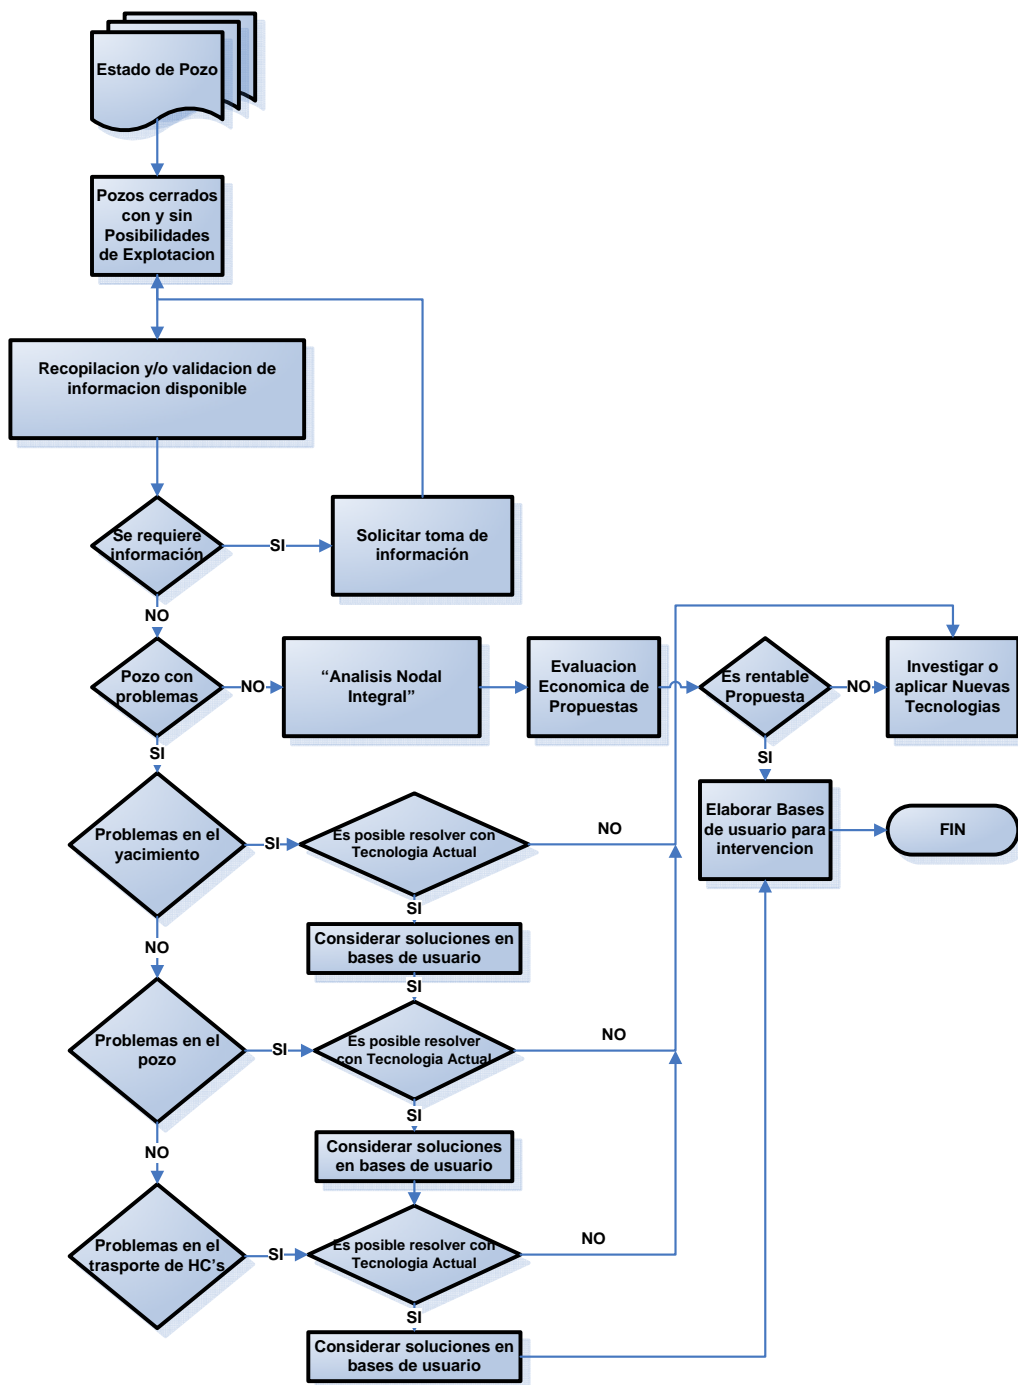 Estado de Pozo
Pozos cerrados
con y sin
Posibilidades
de Explotacion
Recopilacion y/o validacion de
informacion disponible
Se requiere
información
SI
Solicitar toma de
información
NO
Pozo con
problemas
NO
“Analisis Nodal
Integral”
Evaluacion
Economica de
Propuestas
Es rentable
Propuesta
NO
Investigar o
aplicar Nuevas
Tecnologias
SI
SI
Elaborar Bases
de usuario para
intervencion
FIN
Problemas en el
yacimiento
SI
Es posible resolver con
Tecnologia Actual
NO
SI
Considerar soluciones en
bases de usuario
NO
SI
Problemas en el
pozo
SI
Es posible resolver
con Tecnologia Actual
NO
SI
Considerar soluciones
en bases de usuario
NO
Problemas en el
trasporte de HC’s
SI
Es posible resolver con
Tecnologia Actual
NO
SI
Considerar soluciones en
bases de usuario